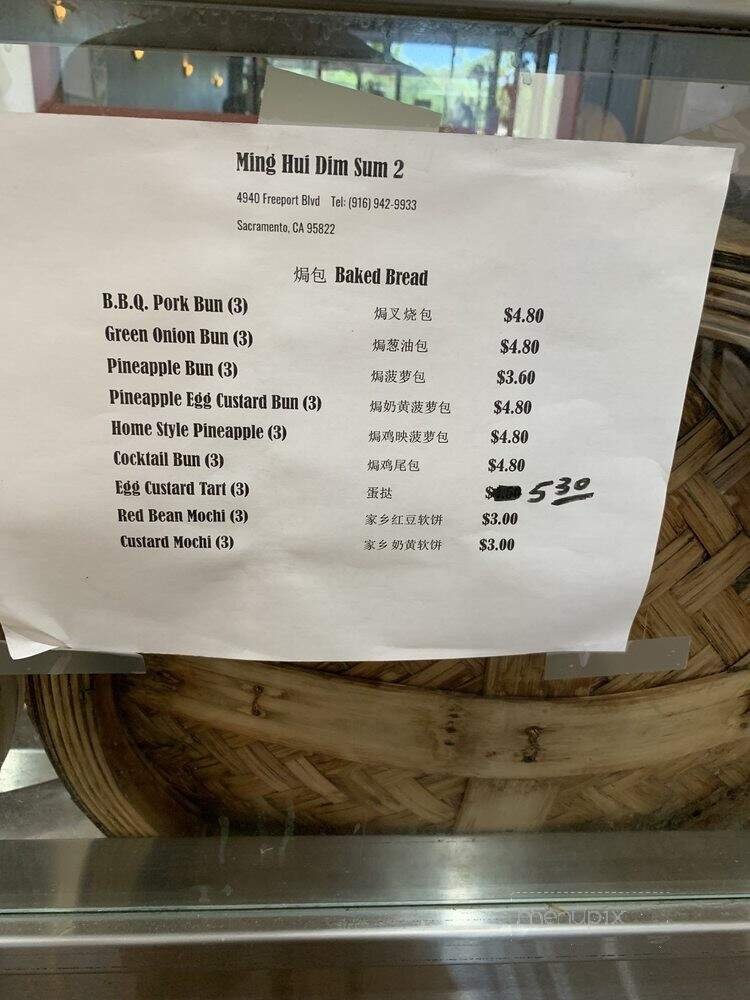 Ming Hui Dim Sum 2
4940 Freeport Blvd Tel: (916) 942-9933
Sacramento, CA 95822
焗包 Baked Bread
B.B.Q. Pork Bun (3) 焗叉烧包 $4.80
Green Onion Bun (3) 焗葱油包 $4.80
Pineapple Bun (3) 焗菠萝包 $3.60
Pineapple Egg Custard Bun (3) 焗奶黄菠萝包 $4.80
Home Style Pineapple (3) 焗鸡映菠萝包 $4.80
Cocktail Bun (3) 焗鸡尾包 $4.80
Egg Custard Tart (3) 蛋挞 $ 5 30
Red Bean Mochi (3) 家乡红豆软饼 $3.00
Custard Mochi (3) 家乡奶黄软饼 $3.00
menupix